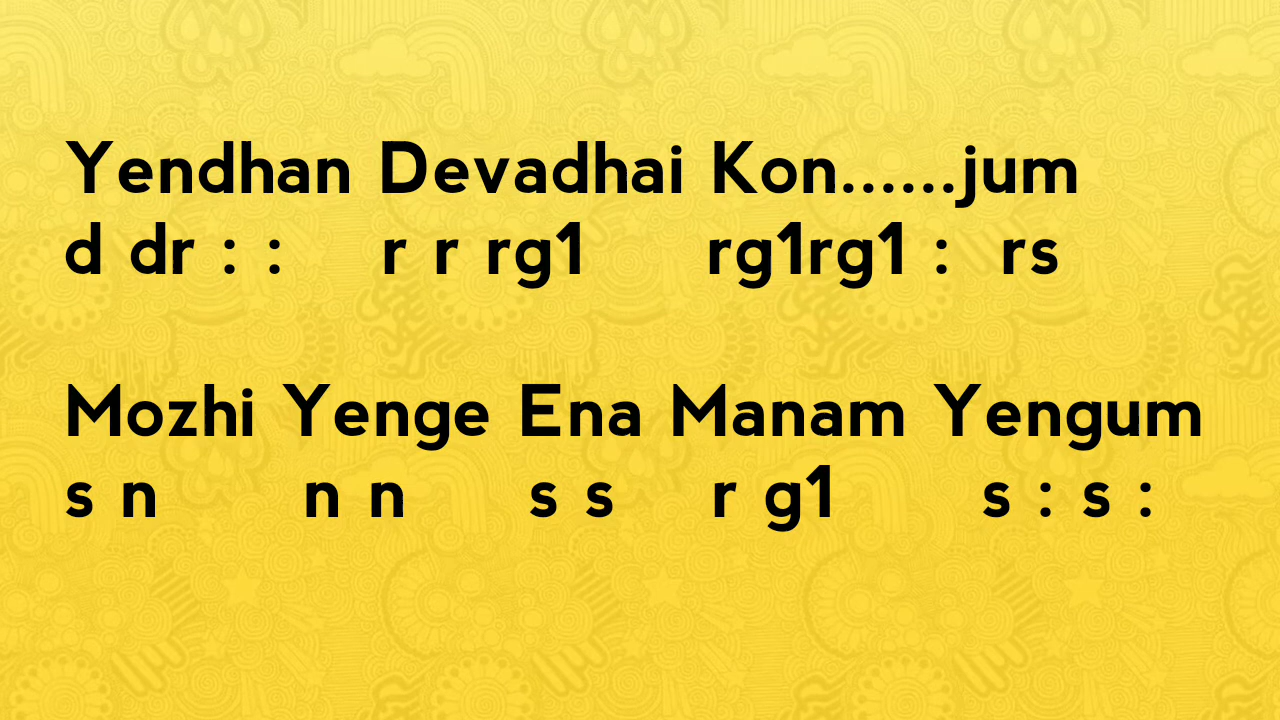 Yendhan Devadhai Kon......jum
d dr : : r r rg1 rg1rg1 : rs
Mozhi Yenge Ena Manam Yengum
s n n n s s r g1 s : s :